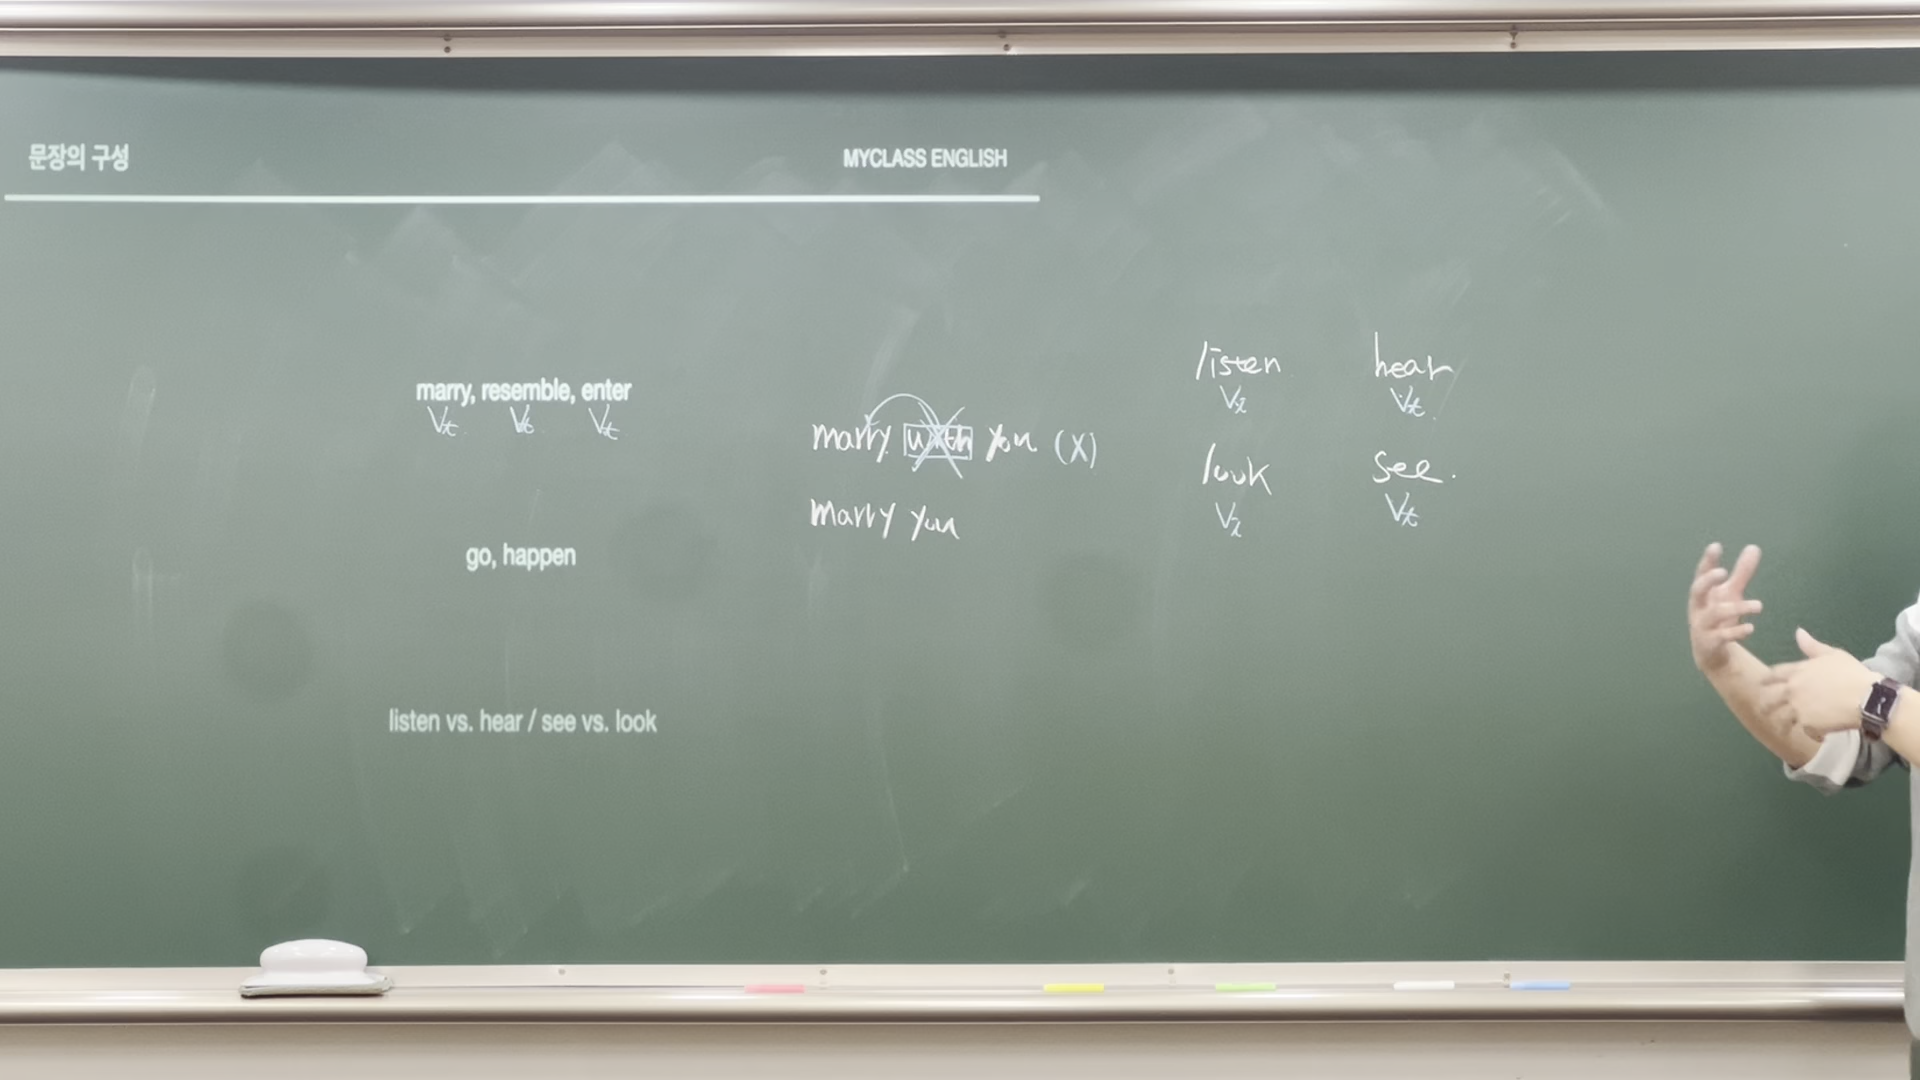 문장의 구성 MYCLASS ENGLISH
marry, resemble, enter
Vt Vt Vt
marry with you (X)
marry you
listen hear
Vi Vt
look see.
Vi Vt
go, happen
listen vs. hear / see vs. look